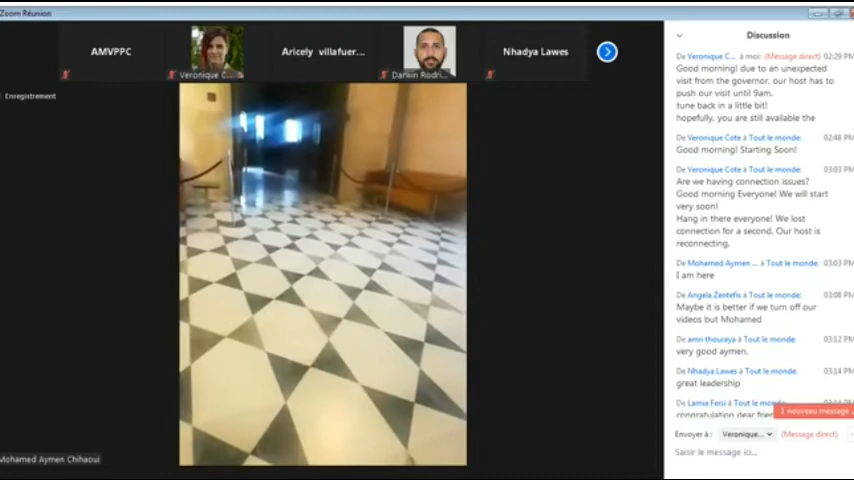 Zoom Réunion
AMVPPC
Veronique C...
Aricely villafuer...
Darwin Rodri...
Nhadya Lawes
Enregistrement
Mohamed Aymen Chihaoui
Discussion
De Veronique C... à moi: (Message direct) 02:29 PM
Good morning! due to an unexpected
visit from the governor. our host has to
push our visit until 9am.
tune back in a little bit!
hopefully. you are still available the
De Veronique Cote à Tout le monde: 02:48 PM
Good morning! Starting Soon!
De Veronique Cote à Tout le monde: 03:03 PM
Are we having connection issues?
Good morning Everyone! We will start
very soon!
Hang in there everyone! We lost
connection for a second. Our host is
reconnecting.
De Mohamed Aymen ... à Tout le monde: 03:03 PM
I am here
De Angela Zentefis à Tout le monde: 03:08 PM
Maybe it is better if we turn off our
videos but Mohamed
De amri thouraya à Tout le monde: 03:12 PM
very good aymen.
De Nhadya Lawes à Tout le monde: 03:14 PM
great leadership
De Lamia Fersi à Tout le
congratulation dear
1 nouveau message
Envoyer à : Veronique... (Message direct)
Saisir le message ici...